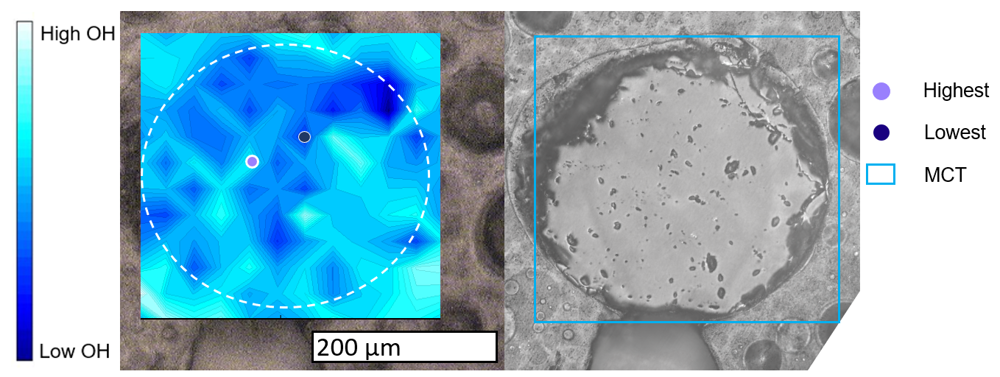 High OH
Low OH
200 µm
Highest
Lowest
MCT